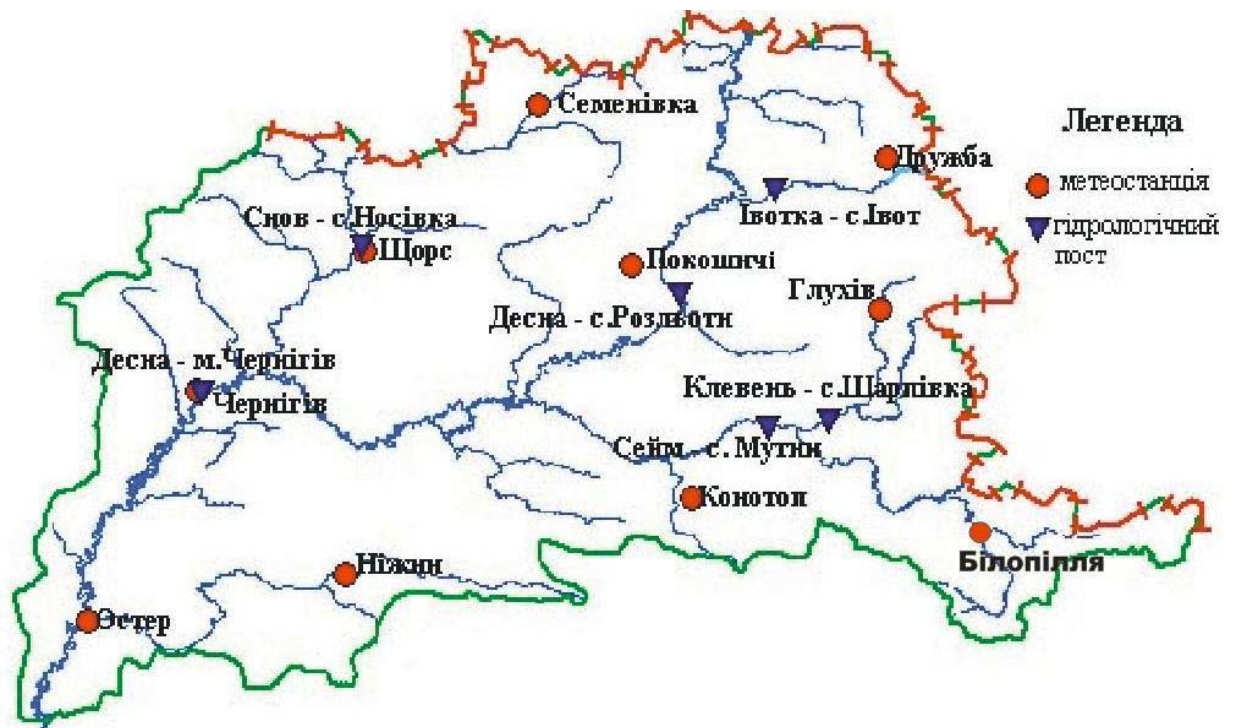 Семенівка
Легенда
Дружба
метеостанція
Снов - с.Носівка
Івотка - с.Івот
гідрологічний
пост
Щорс
Покошичі
Глухів
Десна - с.Розльоти
Десна - м.Чернігів
Чернігів
Клевень - с.Шарпівка
Сейм - с. Мутин
Конотоп
Білопілля
Ніжин
Остер